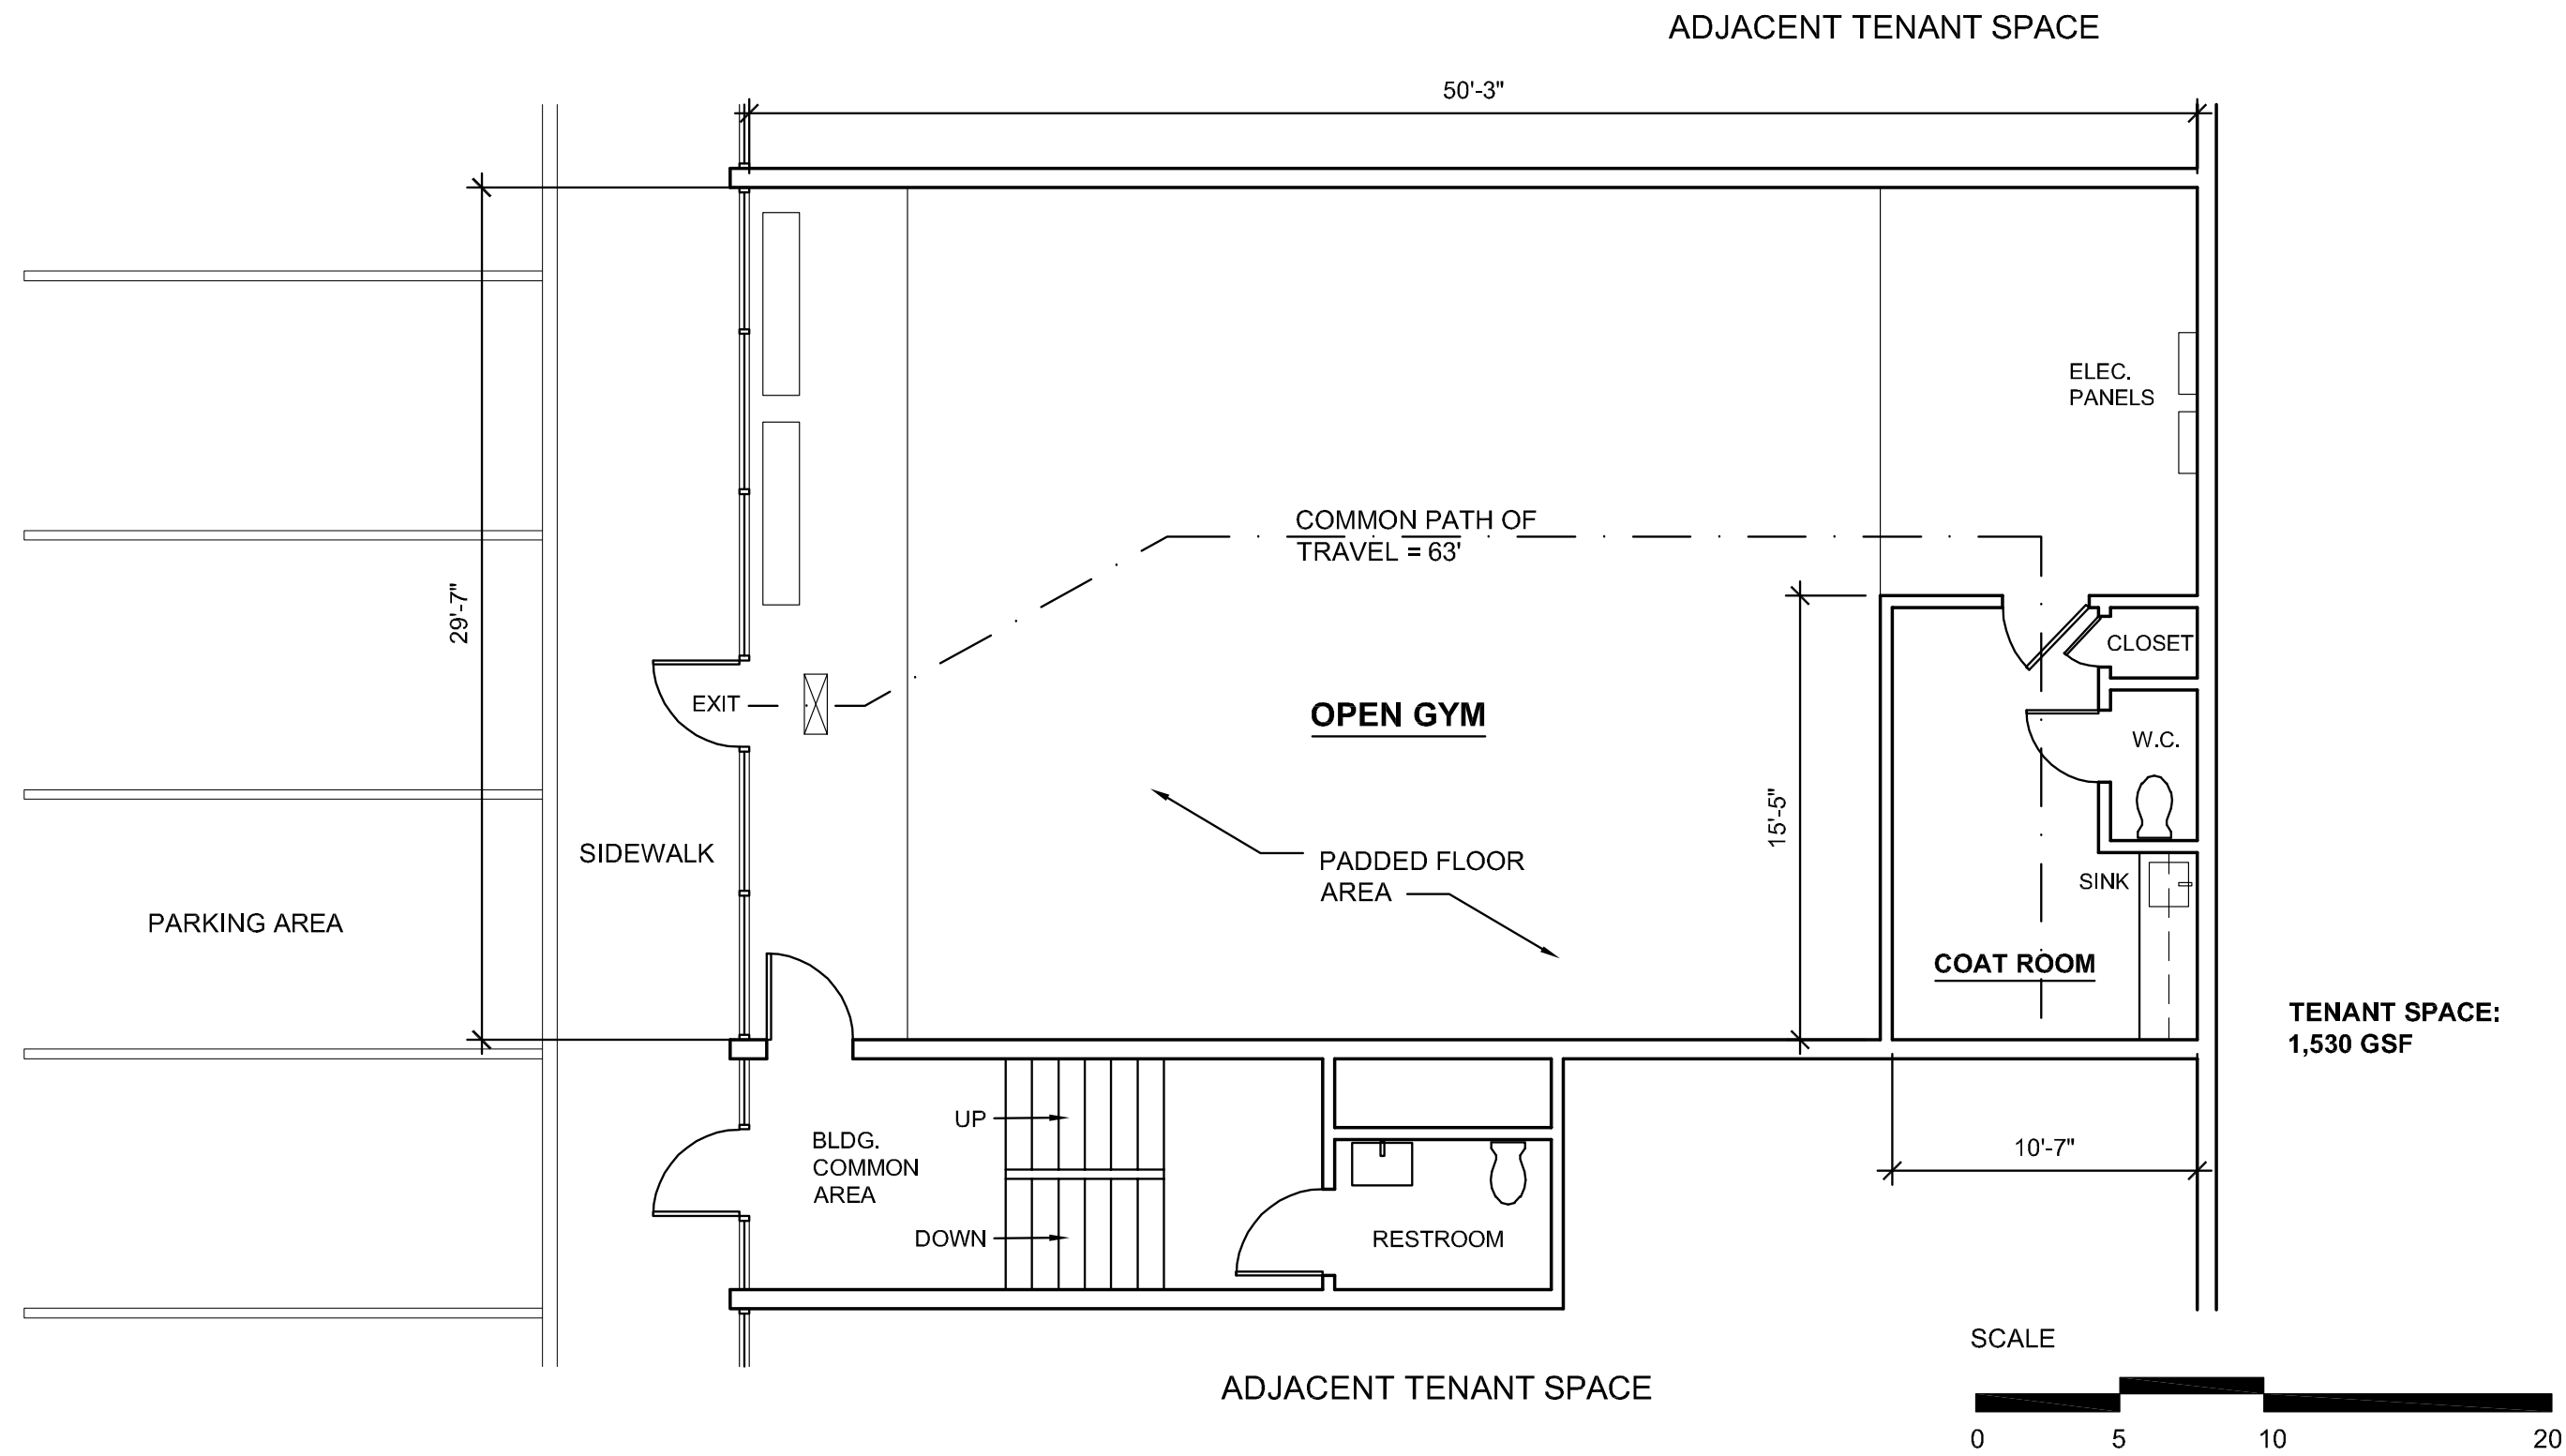 ADJACENT TENANT SPACE
50'-3"
ELEC.
PANELS
COMMON PATH OF
TRAVEL = 63'
29'-7"
CLOSET
EXIT
OPEN GYM
W.C.
15'-5"
SIDEWALK
PADDED FLOOR
AREA
SINK
PARKING AREA
COAT ROOM
TENANT SPACE:
1,530 GSF
UP
BLDG.
COMMON
AREA
10'-7"
DOWN
RESTROOM
SCALE
ADJACENT TENANT SPACE
0 5 10 20